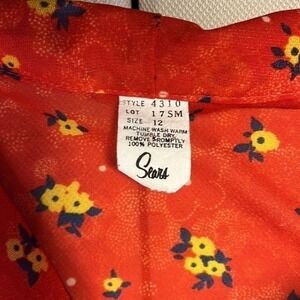 STYLE 4310
LOT 17SM
SIZE 12
MACHINE WASH WARM
TUMBLE DRY
REMOVE PROMPTLY
100% POLYESTER
Sears